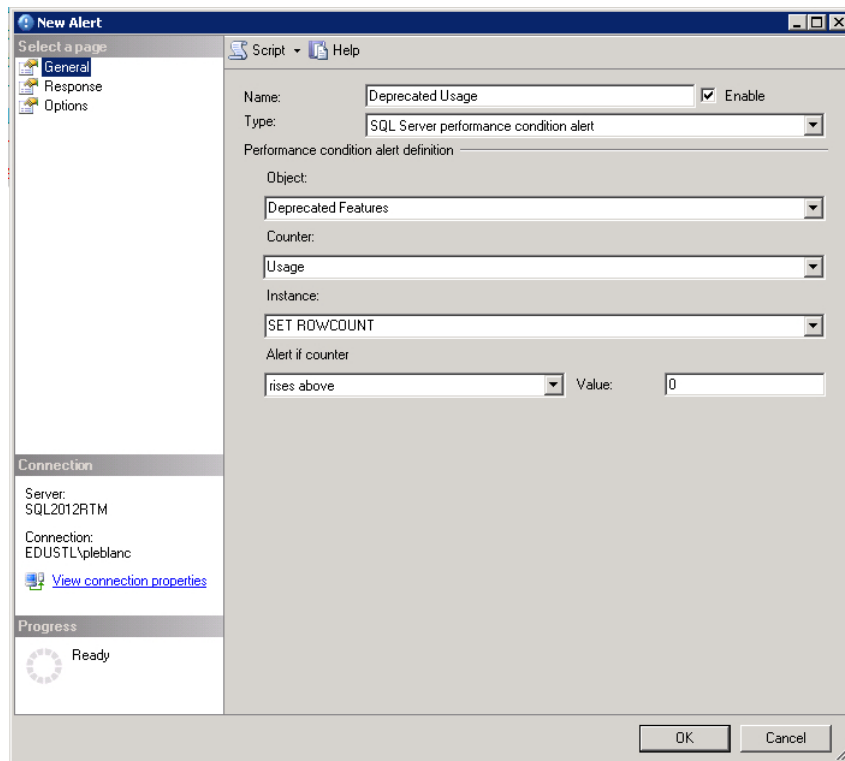 New Alert
Select a page
General
Response
Options
Script
Help
Name:
Deprecated Usage
Enable
Type:
SQL Server performance condition alert
Performance condition alert definition
Object:
Deprecated Features
Counter:
Usage
Instance:
SET ROWCOUNT
Alert if counter
rises above
Value:
0
Connection
Server:
SQL2012RTM
Connection:
EDUSTL\pleblanc
View connection properties
Progress
Ready
OK
Cancel